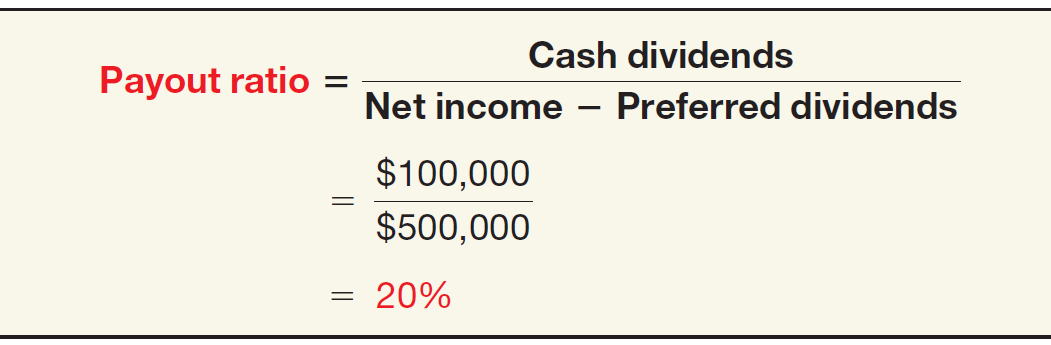 Payout ratio = Cash dividends
Net income − Preferred dividends
= $100,000
$500,000
= 20%